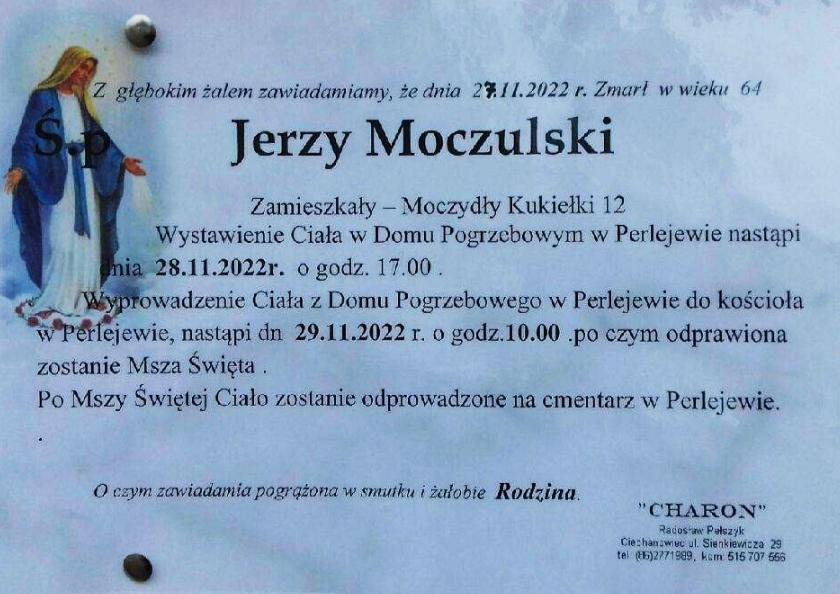 Z głębokim żalem zawiadamiamy, że dnia 27.11.2022 r. Zmarł w wieku 64
Ś.p Jerzy Moczulski
Zamieszkały – Moczydły Kukiełki 12
Wystawienie Ciała w Domu Pogrzebowym w Perlejewie nastąpi
dnia 28.11.2022r. o godz. 17.00 .
Wyprowadzenie Ciała z Domu Pogrzebowego w Perlejewie do kościoła
w Perlejewie, nastąpi dn 29.11.2022 r. o godz.10.00 .po czym odprawiona
zostanie Msza Święta .
Po Mszy Świętej Ciało zostanie odprowadzone na cmentarz w Perlejewie.
.
O czym zawiadamia pogrążona w smutku i żałobie Rodzina.
"CHARON"
Radosław Pełszyk
Ciechanowiec ul. Sienkiewicza 29
tel (86)2771989, kom: 515 707 556